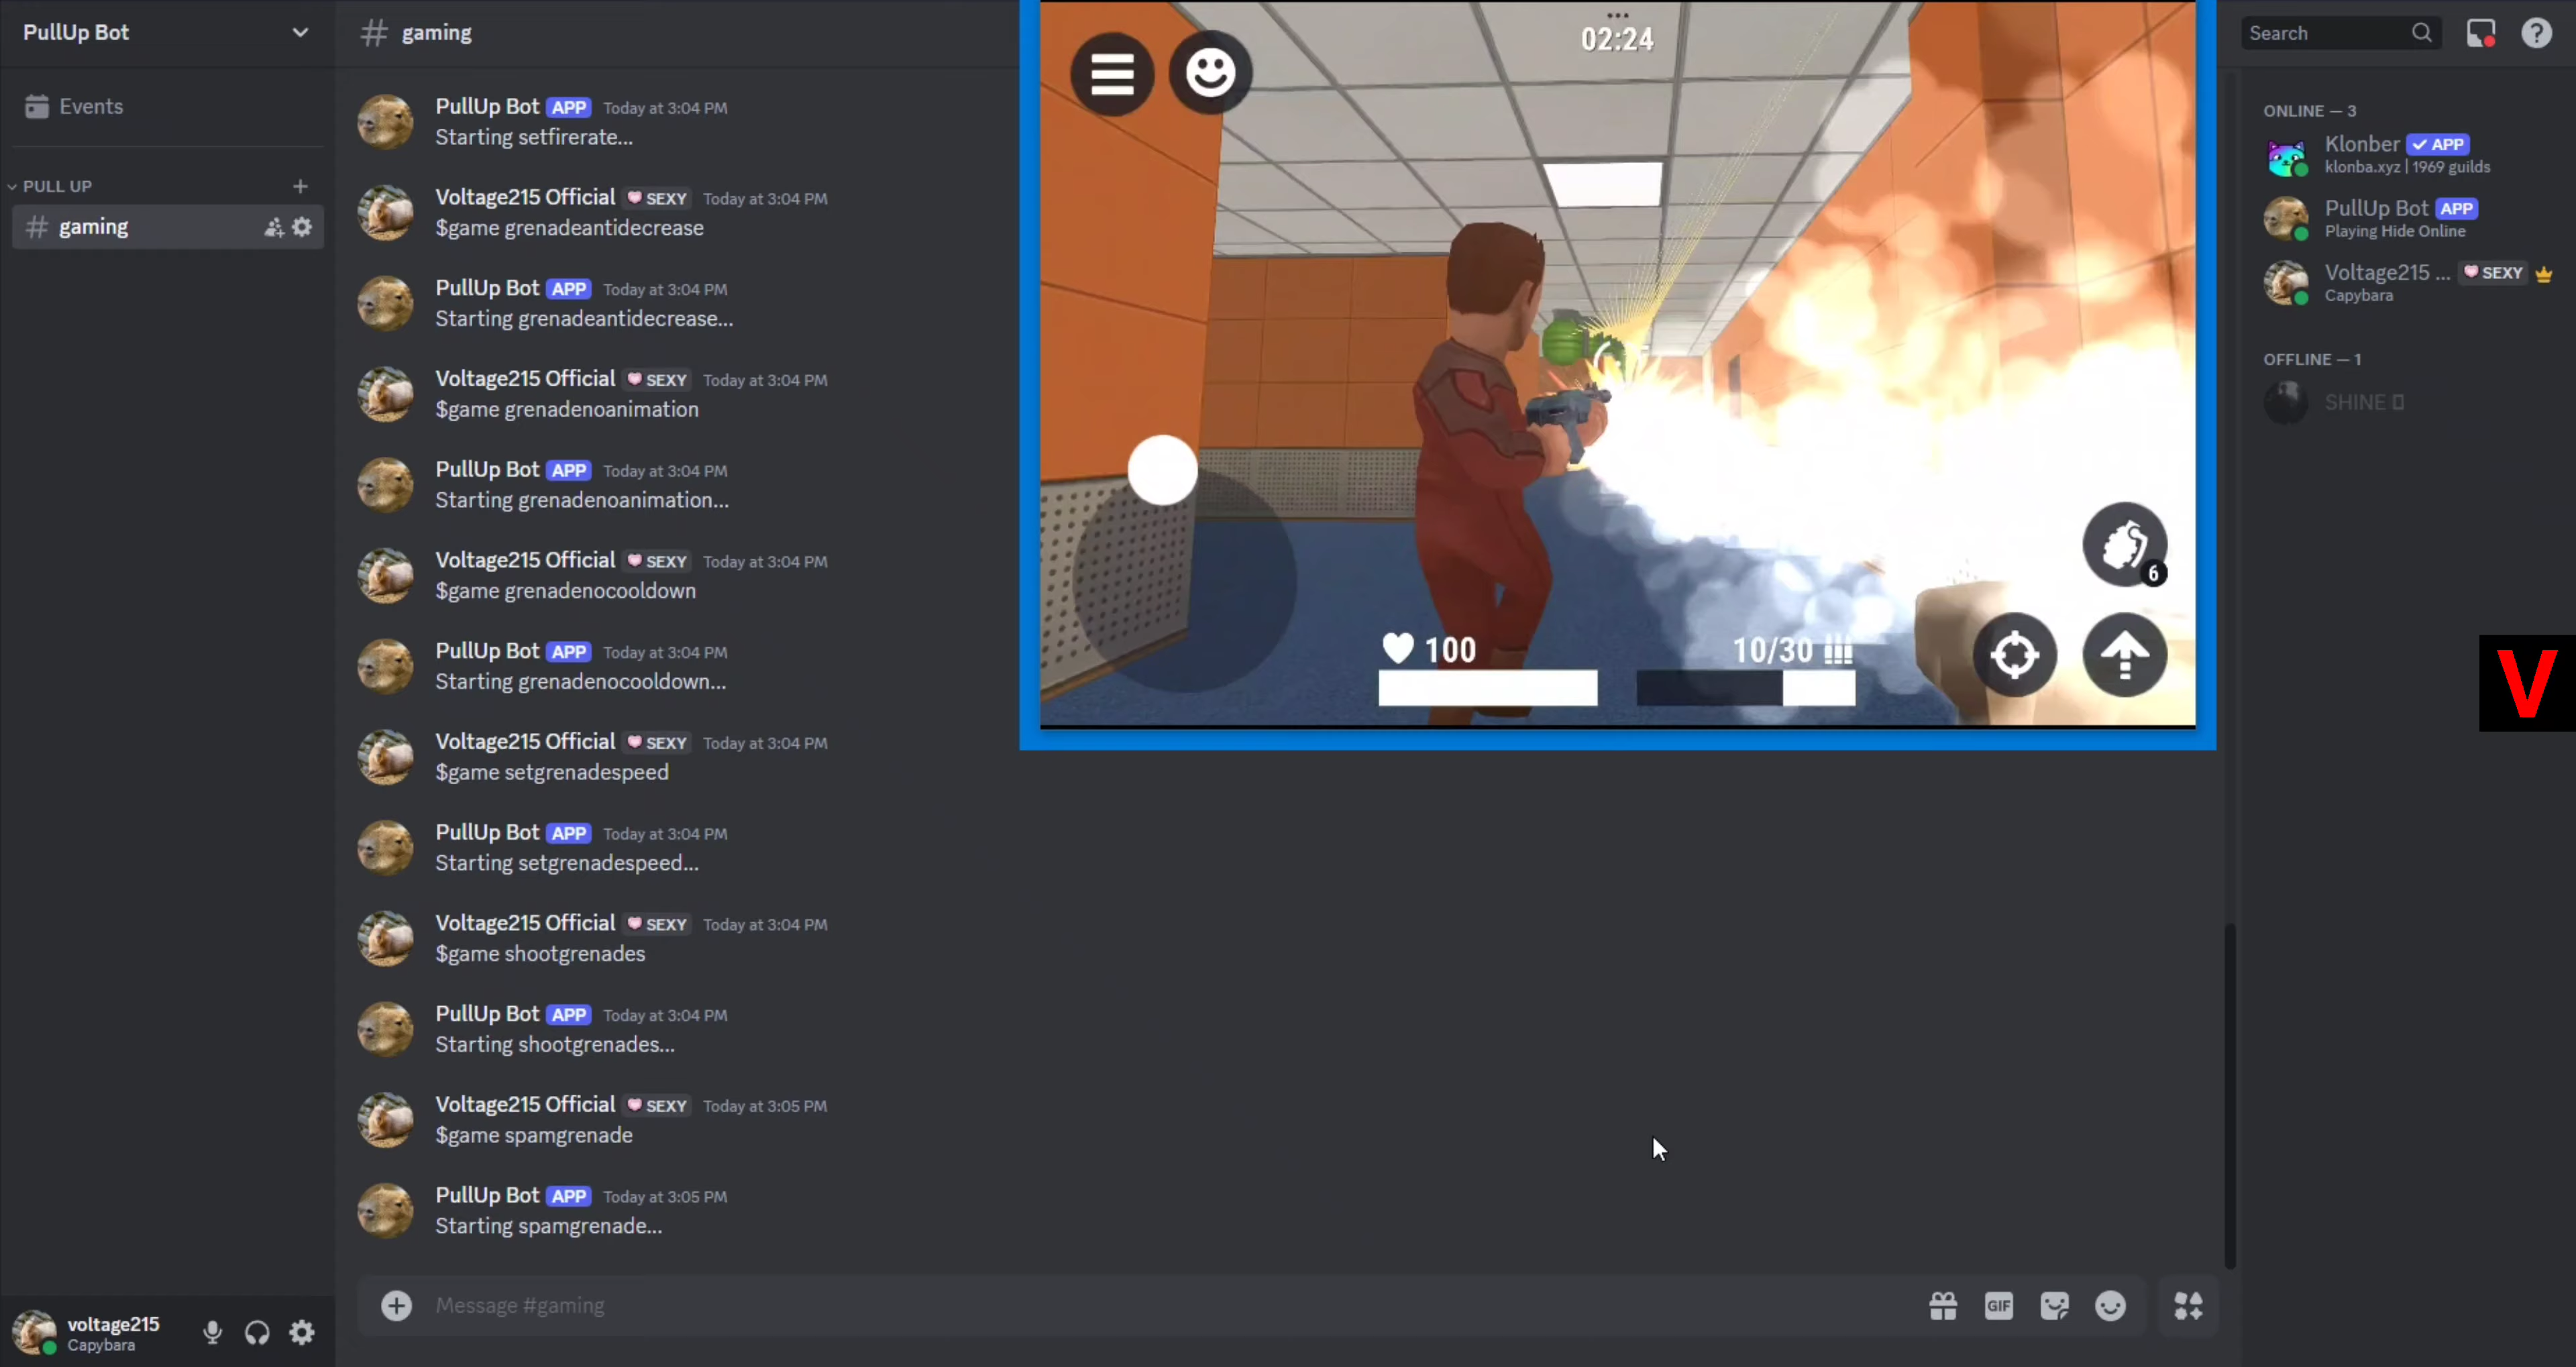 PullUp Bot
Events
PULL UP
gaming
voltage215
Capybara
gaming
PullUp Bot APP Today at 3:04 PM
Starting setfirerate...
Voltage215 Official SEXY Today at 3:04 PM
$game grenadeantidecrease
PullUp Bot APP Today at 3:04 PM
Starting grenadeantidecrease...
Voltage215 Official SEXY Today at 3:04 PM
$game grenadenoanimation
PullUp Bot APP Today at 3:04 PM
Starting grenadenoanimation...
Voltage215 Official SEXY Today at 3:04 PM
$game grenadenocooldown
PullUp Bot APP Today at 3:04 PM
Starting grenadenocooldown...
Voltage215 Official SEXY Today at 3:04 PM
$game setgrenadespeed
PullUp Bot APP Today at 3:04 PM
Starting setgrenadespeed...
Voltage215 Official SEXY Today at 3:04 PM
$game shootgrenades
PullUp Bot APP Today at 3:04 PM
Starting shootgrenades...
Voltage215 Official SEXY Today at 3:05 PM
$game spamgrenade
PullUp Bot APP Today at 3:05 PM
Starting spamgrenade...
Message #gaming
GIF
02:24
6
100
10/30
Search
ONLINE — 3
Klonber APP
klonba.xyz | 1969 guilds
PullUp Bot APP
Playing Hide Online
Voltage215 ... SEXY
Capybara
OFFLINE — 1
SHINE
V